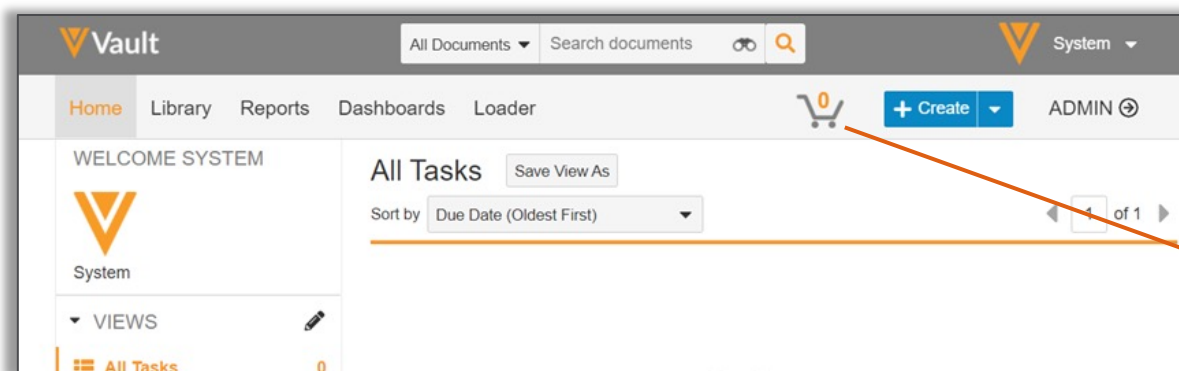 Vault All Documents Search documents System
Home Library Reports Dashboards Loader 0 + Create ADMIN
WELCOME SYSTEM
All Tasks Save View As
Sort by Due Date (Oldest First) 1 of 1
System
VIEWS
All Tasks 0